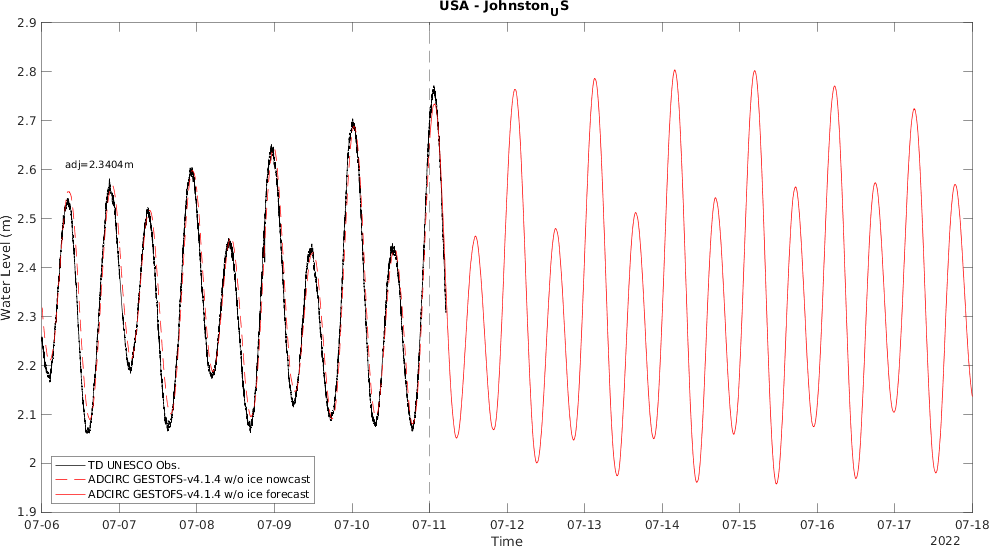 USA - Johnston_US
2.9
2.8
2.7
2.6
2.5
2.4
2.3
2.2
2.1
2
1.9
Water Level (m)
adj=2.3404m
TD UNESCO Obs.
ADCIRC GESTOFS-v4.1.4 w/o ice nowcast
ADCIRC GESTOFS-v4.1.4 w/o ice forecast
07-06 07-07 07-08 07-09 07-10 07-11 07-12 07-13 07-14 07-15 07-16 07-17 07-18
Time
2022